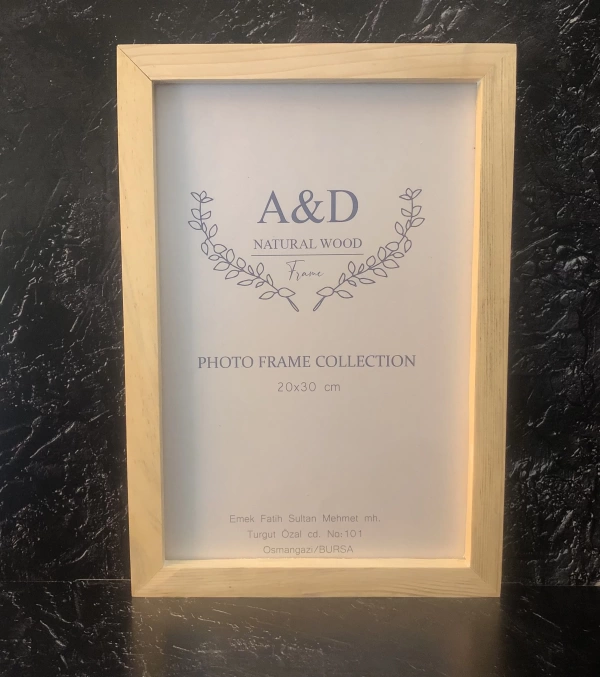 A&D
NATURAL WOOD
Frame
PHOTO FRAME COLLECTION
20x30 cm
Emek Fatih Sultan Mehmet mh.
Turgut Özal cd. No:101
Osmangazi/BURSA